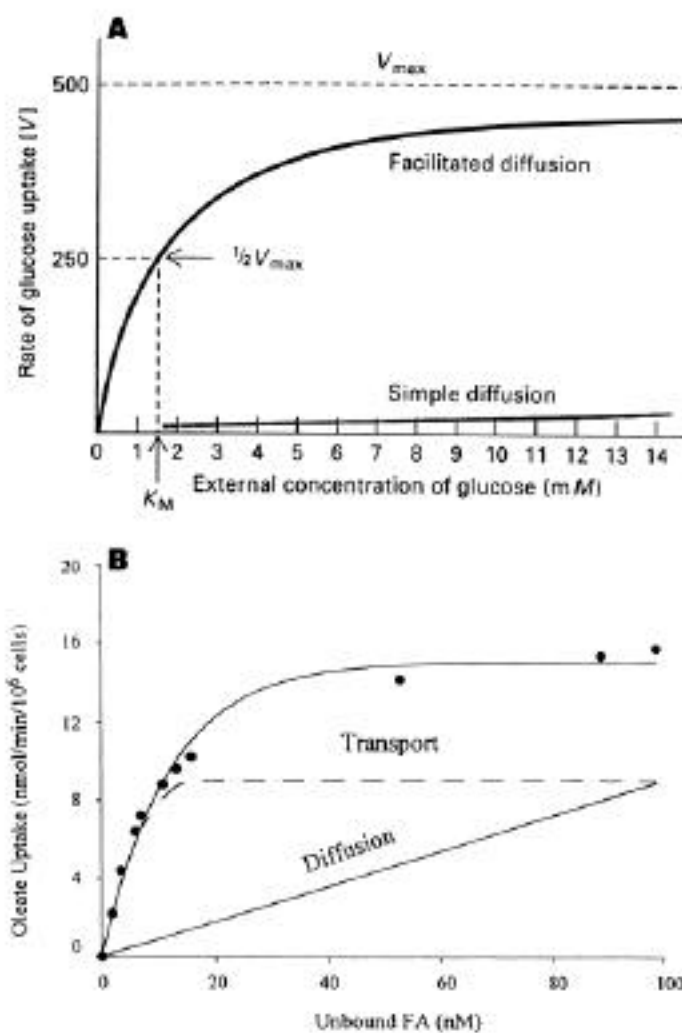 A
Vmax
500
Facilitated diffusion
250
½Vmax
Rate of glucose uptake [V]
Simple diffusion
0 1 2 3 4 5 6 7 8 9 10 11 12 13 14
KM
External concentration of glucose (mM)
B
20
16
12
8
4
0
Oleate Uptake (nmol/min/10⁶ cells)
Transport
Diffusion
0 20 40 60 80 100
Unbound FA (nM)